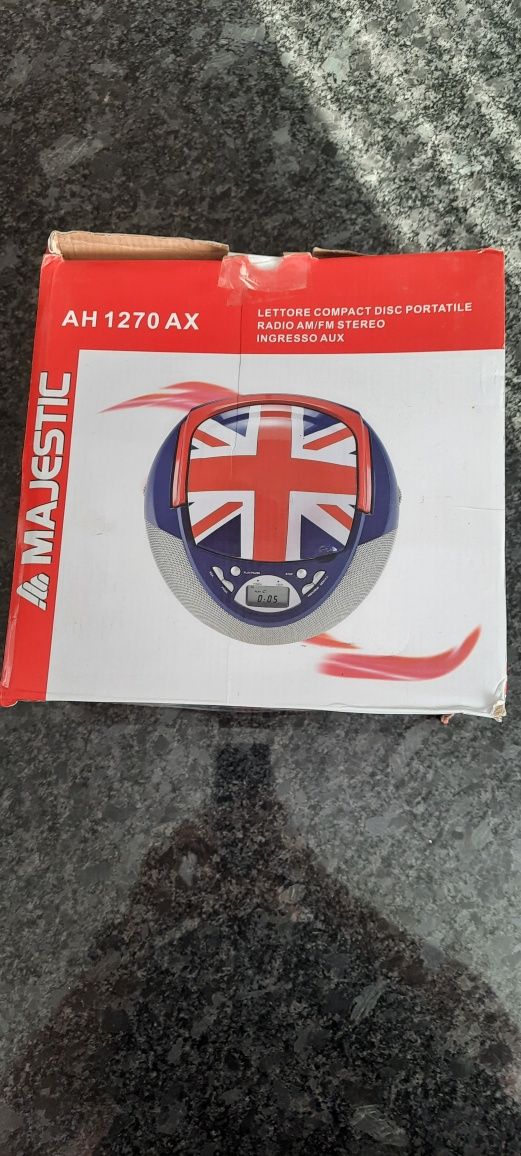 AH 1270 AX
LETTORE COMPACT DISC PORTATILE
RADIO AM/FM STEREO
INGRESSO AUX
MAJESTIC
0:05